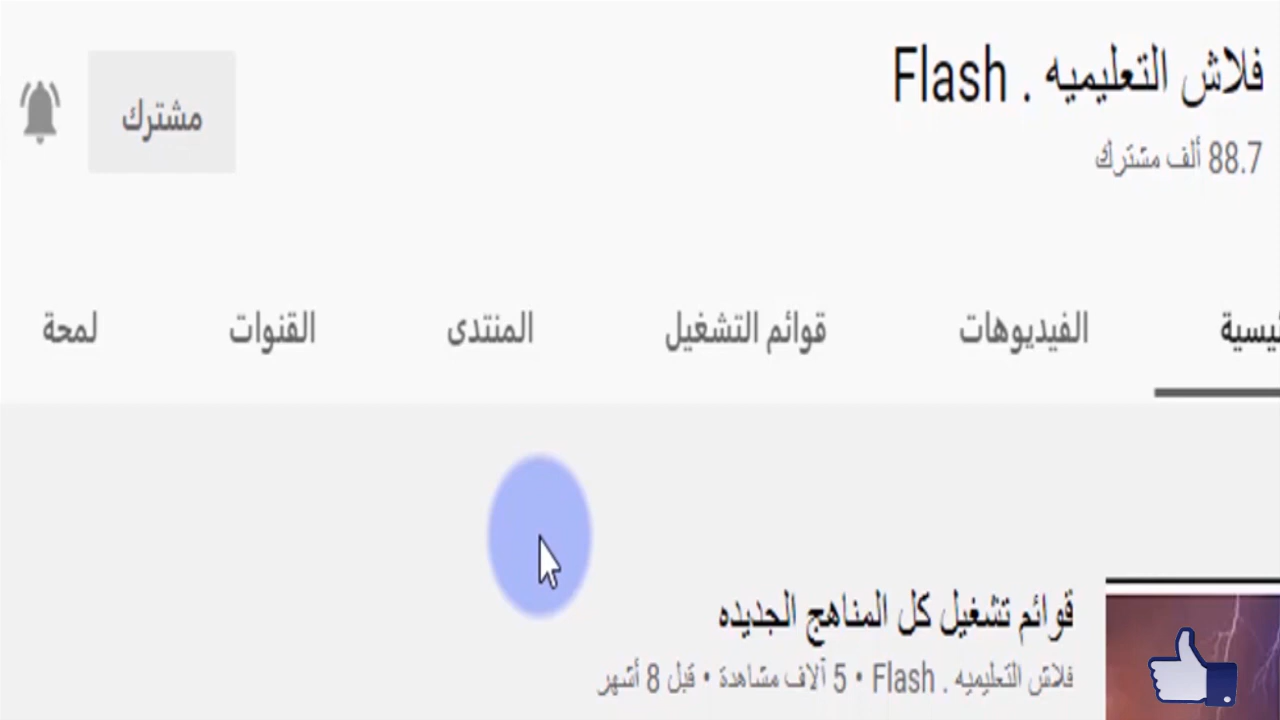 فلاش التعليميه . Flash
88.7 ألف مشترك
مشترك
الفيديوهات
قوائم التشغيل
المنتدى
القنوات
لمحة
قوائم تشغيل كل المناهج الجديده
فلاش التعليميه . Flash • 5 آلاف مشاهدة • قبل 8 أشهر